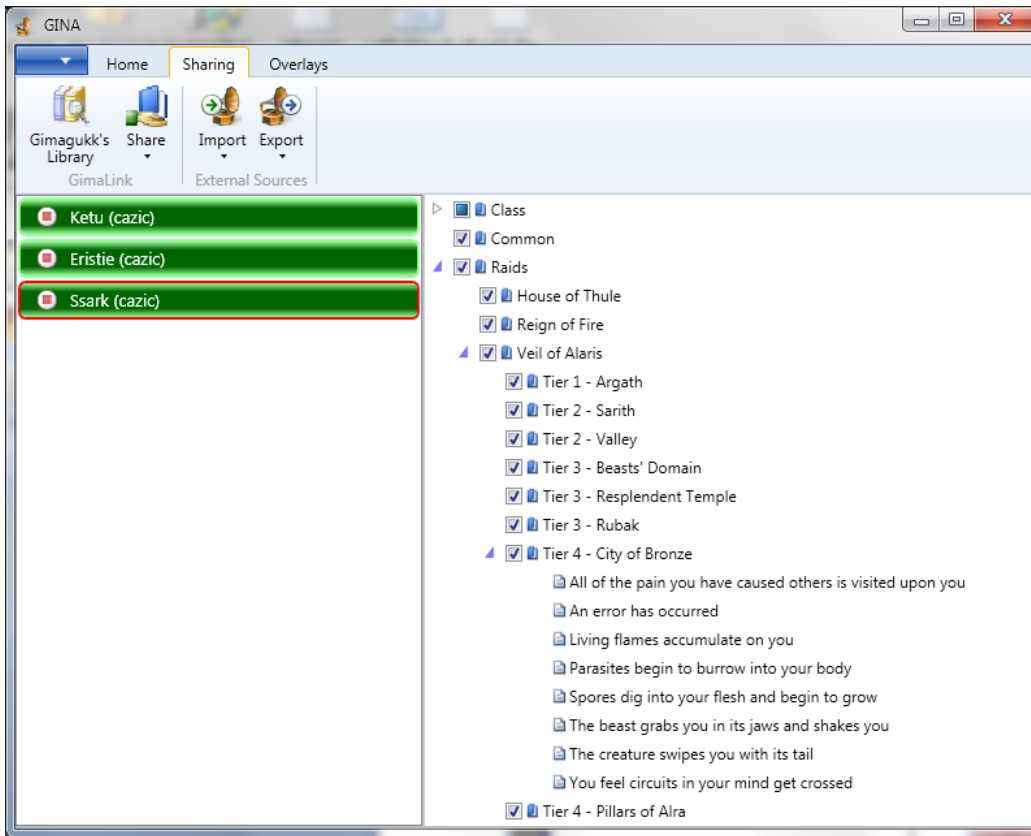 GINA
Home Sharing Overlays
Gimagukk's Library
Share
Import
Export
GimaLink
External Sources
Ketu (cazic)
Eristie (cazic)
Ssark (cazic)
Class
Common
Raids
House of Thule
Reign of Fire
Veil of Alaris
Tier 1 - Argath
Tier 2 - Sarith
Tier 2 - Valley
Tier 3 - Beasts' Domain
Tier 3 - Resplendent Temple
Tier 3 - Rubak
Tier 4 - City of Bronze
All of the pain you have caused others is visited upon you
An error has occurred
Living flames accumulate on you
Parasites begin to burrow into your body
Spores dig into your flesh and begin to grow
The beast grabs you in its jaws and shakes you
The creature swipes you with its tail
You feel circuits in your mind get crossed
Tier 4 - Pillars of Alra